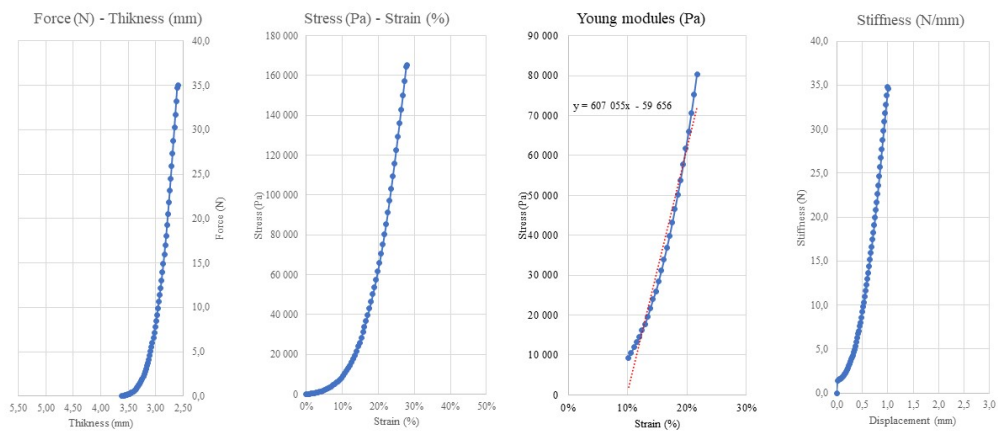 Force (N) - Thikness (mm)
40,0
35,0
30,0
25,0
20,0
15,0
10,0
5,0
0,0
Force (N)
5,50 5,00 4,50 4,00 3,50 3,00 2,50
Thikness (mm)
Stress (Pa) - Strain (%)
180 000
160 000
140 000
120 000
100 000
80 000
60 000
40 000
20 000
0
Stress (Pa)
0% 10% 20% 30% 40% 50%
Strain (%)
Young modules (Pa)
90 000
80 000
70 000
60 000
50 000
40 000
30 000
20 000
10 000
0
Stress (Pa)
y = 607 055x - 59 656
0% 10% 20% 30%
Strain (%)
Stiffness (N/mm)
40,0
35,0
30,0
25,0
20,0
15,0
10,0
5,0
0,0
Stiffness (N)
0,0 0,5 1,0 1,5 2,0 2,5 3,0
Displacement (mm)